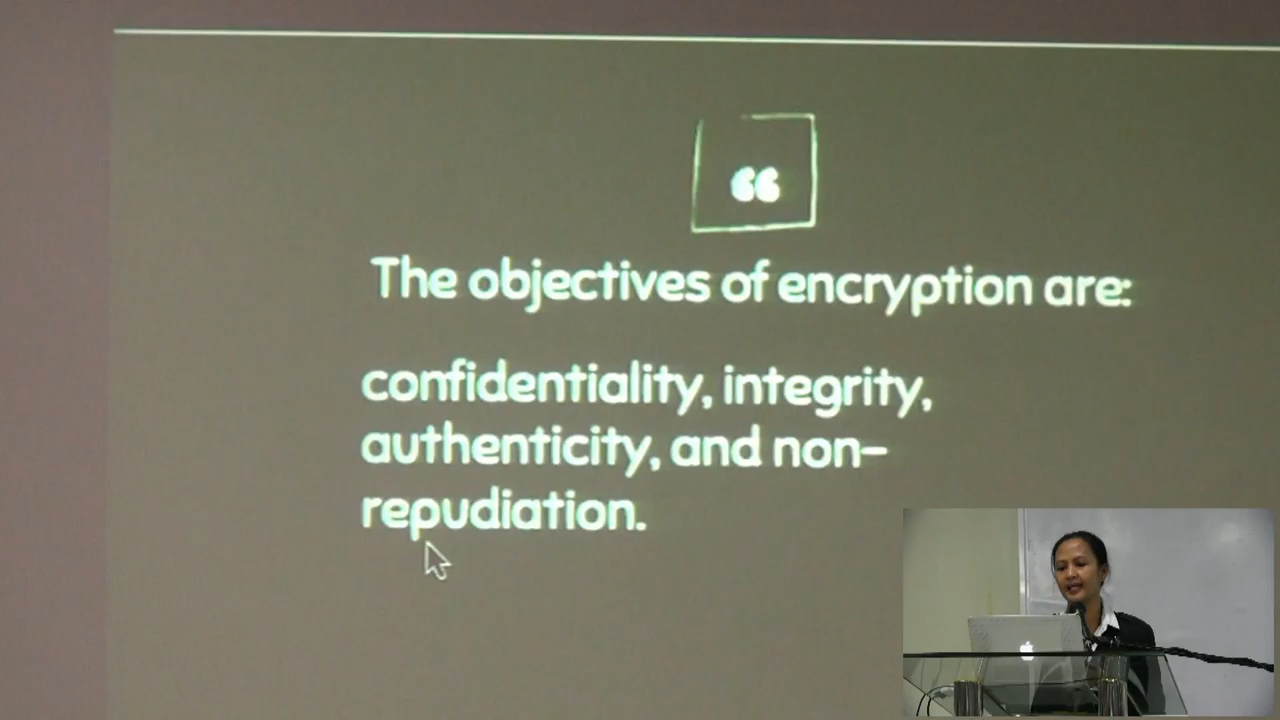 “
The objectives of encryption are:
confidentiality, integrity,
authenticity, and non-
repudiation.